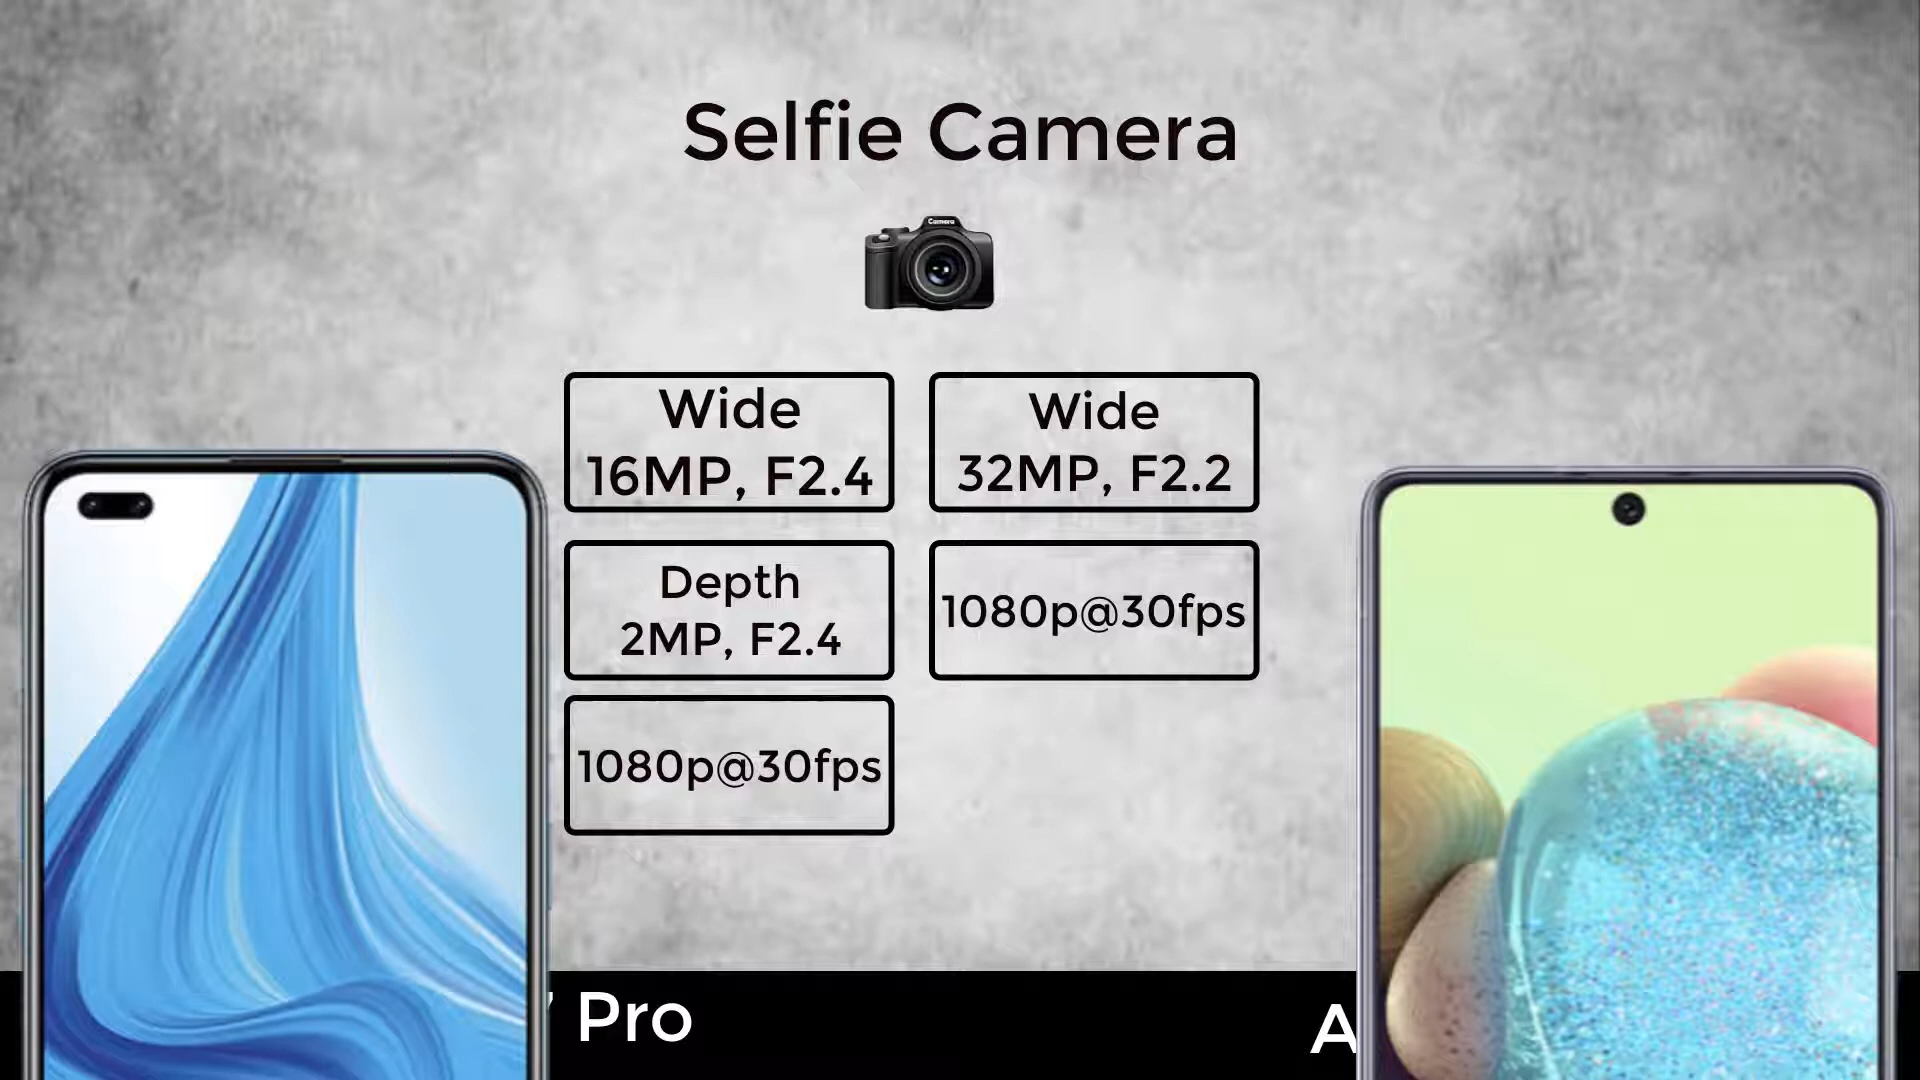 Selfie Camera
Camera
Wide
16MP, F2.4
Wide
32MP, F2.2
Depth
2MP, F2.4
1080p@30fps
1080p@30fps
Pro
A